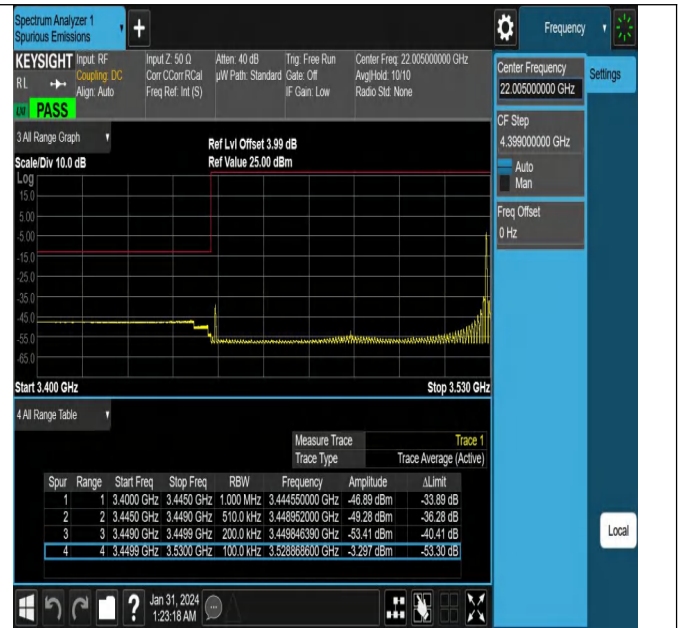 Spectrum Analyzer 1
Spurious Emissions
Frequency
KEYSIGHT
Input: RF
Coupling: DC
Align: Auto
Input Z: 50 Ω
Corr CCorr RCal
Freq Ref: Int (S)
Atten: 40 dB
µW Path: Standard
Trig: Free Run
Gate: Off
IF Gain: Low
Center Freq: 22.005000000 GHz
Avg|Hold: 10/10
Radio Std: None
RL
PASS
Center Frequency
22.005000000 GHz
Settings
CF Step
4.399000000 GHz
Auto
Man
Freq Offset
0 Hz
Local
3 All Range Graph
Scale/Div 10.0 dB
Ref Lvl Offset 3.99 dB
Ref Value 25.00 dBm
Log
15.0
5.00
-5.00
-15.0
-25.0
-35.0
-45.0
-55.0
-65.0
Start 3.400 GHz Stop 3.530 GHz
4 All Range Table
Measure Trace Trace 1
Trace Type Trace Average (Active)
Spur Range Start Freq Stop Freq RBW Frequency Amplitude ΔLimit
1 1 3.4000 GHz 3.4450 GHz 1.000 MHz 3.444550000 GHz -46.89 dBm -33.89 dB
2 2 3.4450 GHz 3.4490 GHz 510.0 kHz 3.448952000 GHz -49.28 dBm -36.28 dB
3 3 3.4490 GHz 3.4499 GHz 200.0 kHz 3.449846390 GHz -53.41 dBm -40.41 dB
4 4 3.4499 GHz 3.5300 GHz 100.0 kHz 3.528868600 GHz -3.297 dBm -53.30 dB
Jan 31, 2024
1:23:18 AM